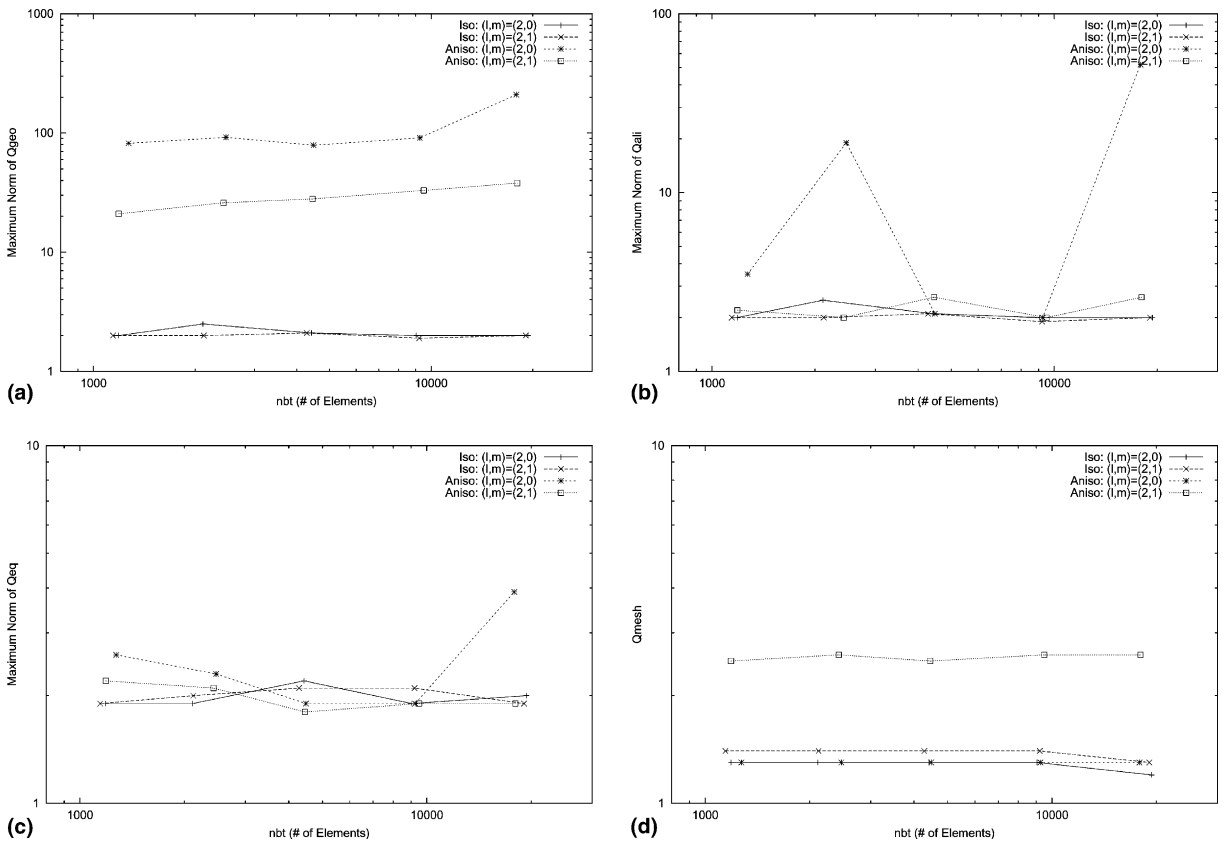 1000
100
10
1
Maximum Norm of Qgeo
Iso: (l,m)=(2,0)
Iso: (l,m)=(2,1)
Aniso: (l,m)=(2,0)
Aniso: (l,m)=(2,1)
1000
10000
nbt (# of Elements)
(a)
100
10
1
Maximum Norm of Qali
Iso: (l,m)=(2,0)
Iso: (l,m)=(2,1)
Aniso: (l,m)=(2,0)
Aniso: (l,m)=(2,1)
1000
10000
nbt (# of Elements)
(b)
10
1
Maximum Norm of Qeq
Iso: (l,m)=(2,0)
Iso: (l,m)=(2,1)
Aniso: (l,m)=(2,0)
Aniso: (l,m)=(2,1)
1000
10000
nbt (# of Elements)
(c)
10
1
Qmesh
Iso: (l,m)=(2,0)
Iso: (l,m)=(2,1)
Aniso: (l,m)=(2,0)
Aniso: (l,m)=(2,1)
1000
10000
nbt (# of Elements)
(d)